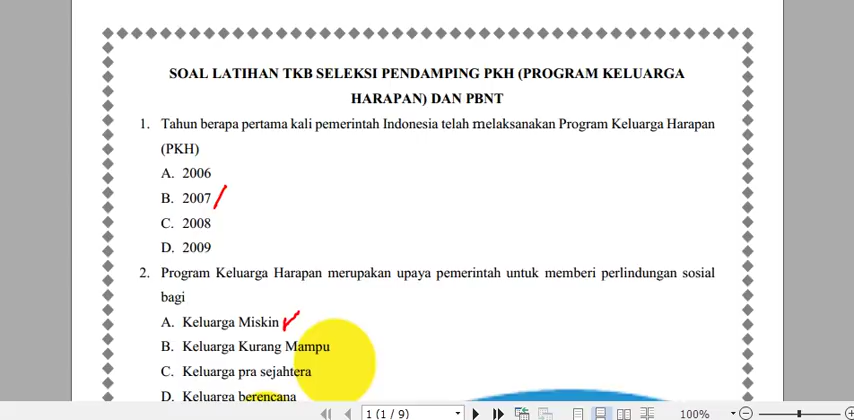 SOAL LATIHAN TKB SELEKSI PENDAMPING PKH (PROGRAM KELUARGA
HARAPAN) DAN PBNT
1. Tahun berapa pertama kali pemerintah Indonesia telah melaksanakan Program Keluarga Harapan
(PKH)
A. 2006
B. 2007
C. 2008
D. 2009
2. Program Keluarga Harapan merupakan upaya pemerintah untuk memberi perlindungan sosial
bagi
A. Keluarga Miskin
B. Keluarga Kurang Mampu
C. Keluarga pra sejahtera
D. Keluarga berencana
1 (1 / 9)
100%